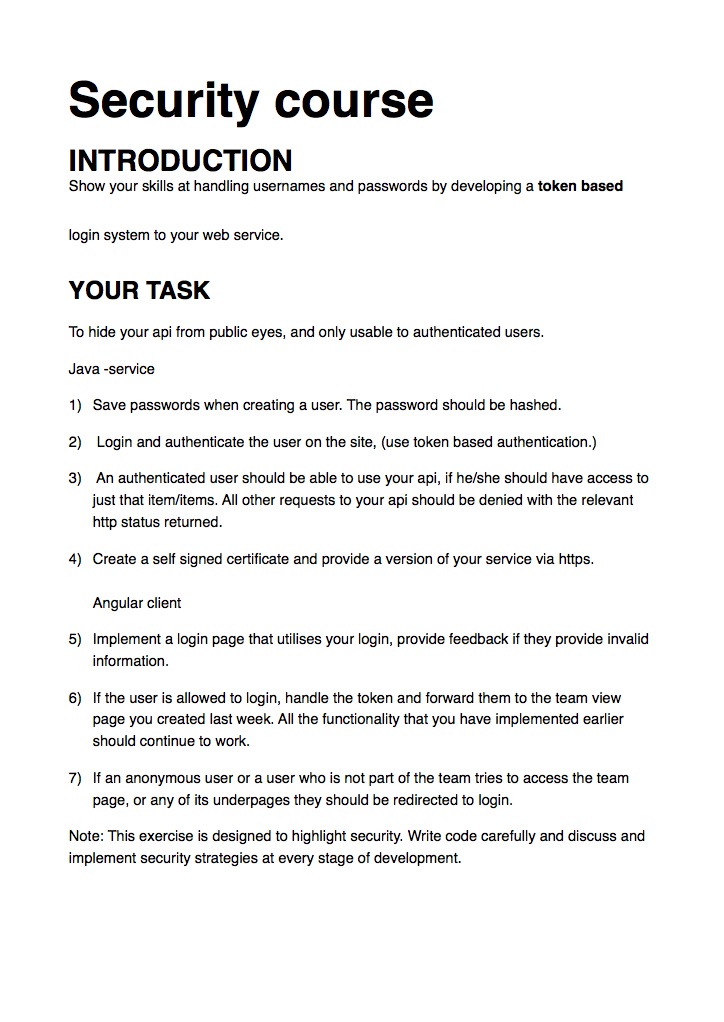 Security course
INTRODUCTION
Show your skills at handling usernames and passwords by developing a token based
login system to your web service.
YOUR TASK
To hide your api from public eyes, and only usable to authenticated users.
Java -service
1) Save passwords when creating a user. The password should be hashed.
2) Login and authenticate the user on the site, (use token based authentication.)
3) An authenticated user should be able to use your api, if he/she should have access to
just that item/items. All other requests to your api should be denied with the relevant
http status returned.
4) Create a self signed certificate and provide a version of your service via https.
Angular client
5) Implement a login page that utilises your login, provide feedback if they provide invalid
information.
6) If the user is allowed to login, handle the token and forward them to the team view
page you created last week. All the functionality that you have implemented earlier
should continue to work.
7) If an anonymous user or a user who is not part of the team tries to access the team
page, or any of its underpages they should be redirected to login.
Note: This exercise is designed to highlight security. Write code carefully and discuss and
implement security strategies at every stage of development.